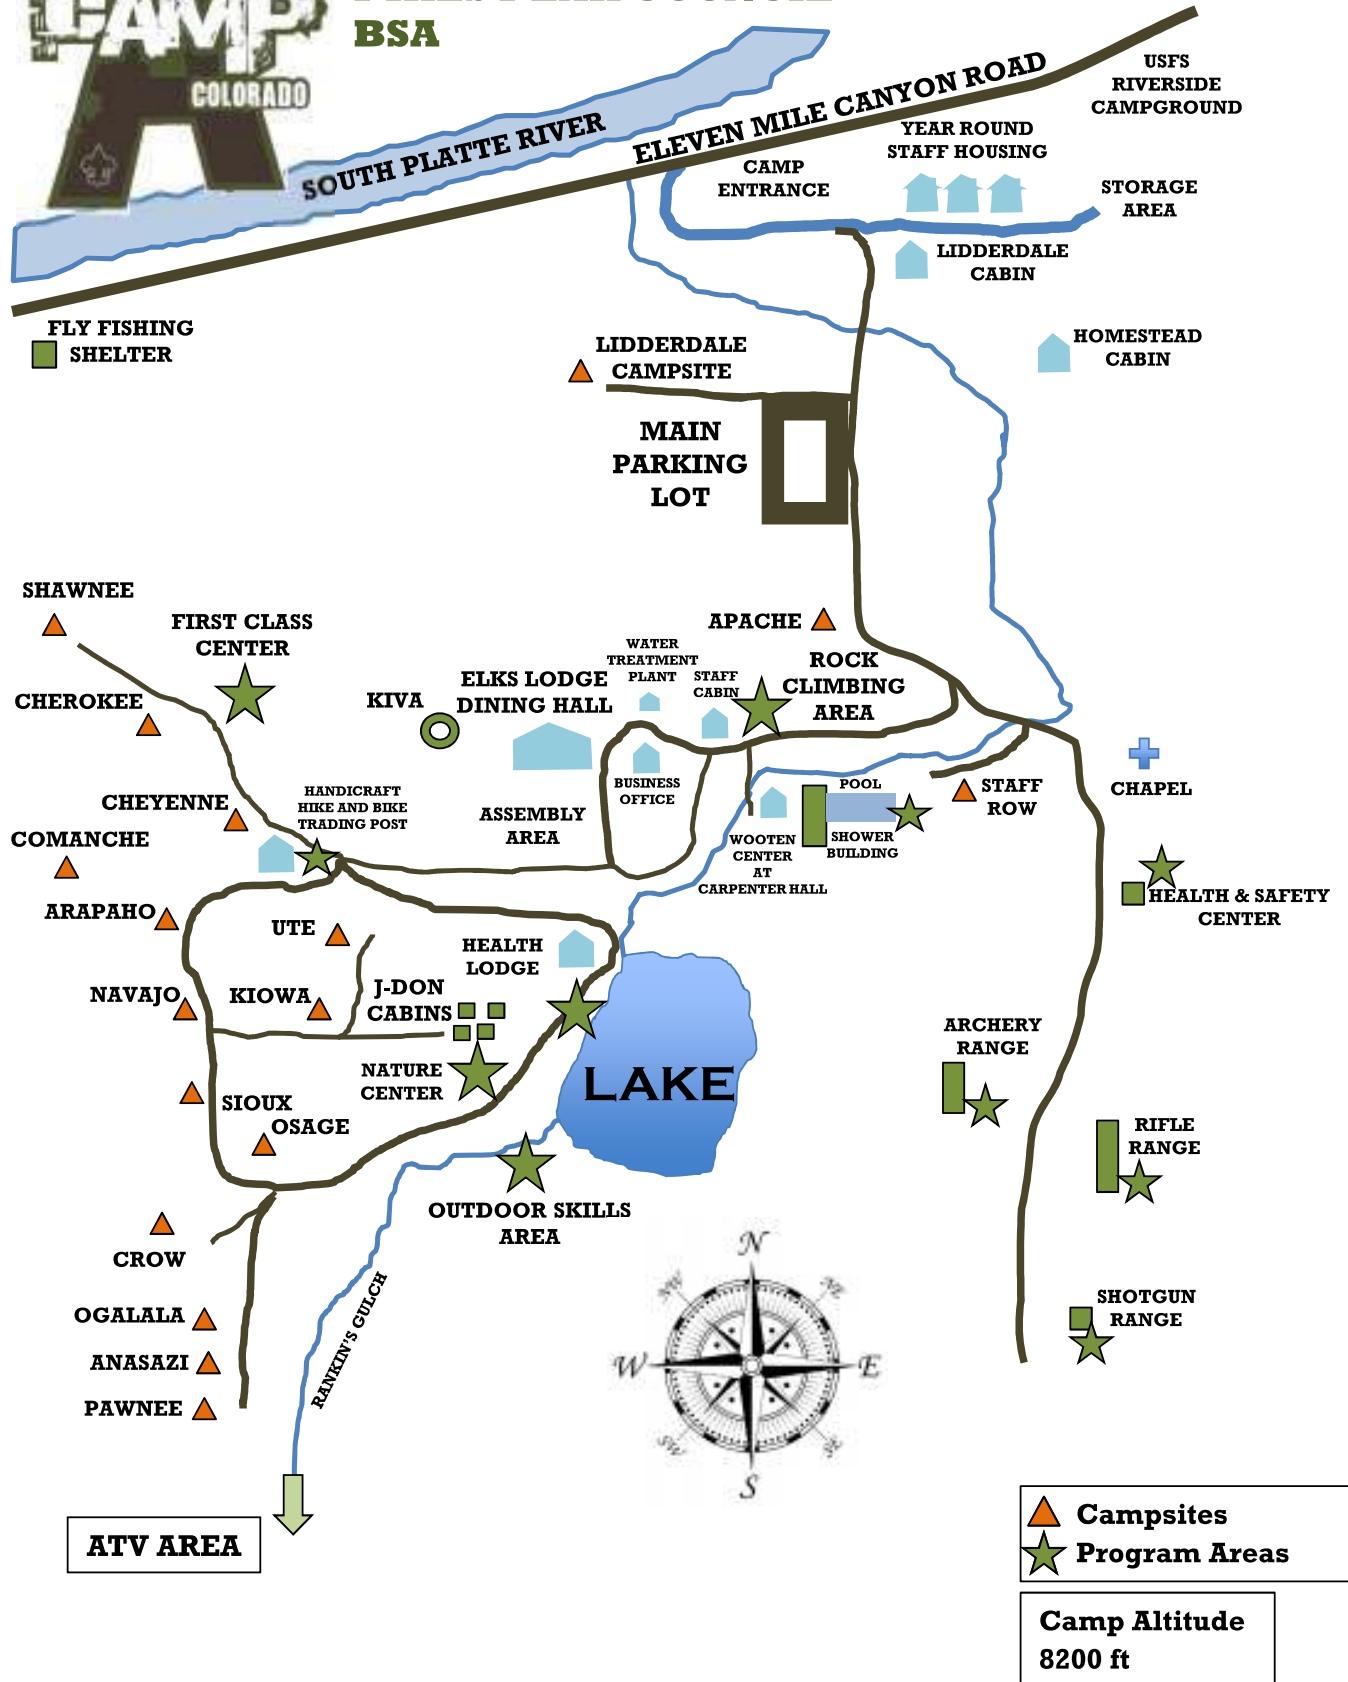 CAMP
COLORADO
BSA
SOUTH PLATTE RIVER
ELEVEN MILE CANYON ROAD
USFS
RIVERSIDE
CAMPGROUND
CAMP
ENTRANCE
YEAR ROUND
STAFF HOUSING
STORAGE
AREA
LIDDERDALE
CABIN
FLY FISHING
SHELTER
LIDDERDALE
CAMPSITE
HOMESTEAD
CABIN
MAIN
PARKING
LOT
SHAWNEE
FIRST CLASS
CENTER
CHEROKEE
KIVA
ELKS LODGE
DINING HALL
WATER
TREATMENT
PLANT
STAFF
CABIN
APACHE
ROCK
CLIMBING
AREA
BUSINESS
OFFICE
CHEYENNE
HANDICRAFT
HIKE AND BIKE
TRADING POST
ASSEMBLY
AREA
POOL
SHOWER
BUILDING
WOOTEN
CENTER
AT
CARPENTER HALL
STAFF
ROW
CHAPEL
COMANCHE
ARAPAHO
UTE
HEALTH
LODGE
HEALTH & SAFETY
CENTER
NAVAJO
KIOWA
J-DON
CABINS
ARCHERY
RANGE
NATURE
CENTER
LAKE
SIOUX
OSAGE
RIFLE
RANGE
OUTDOOR SKILLS
AREA
CROW
RANKIN'S GULCH
OGALALA
ANASAZI
PAWNEE
SHOTGUN
RANGE
N
NW
NE
W
E
SW
SE
S
ATV AREA
Campsites
Program Areas
Camp Altitude
8200 ft